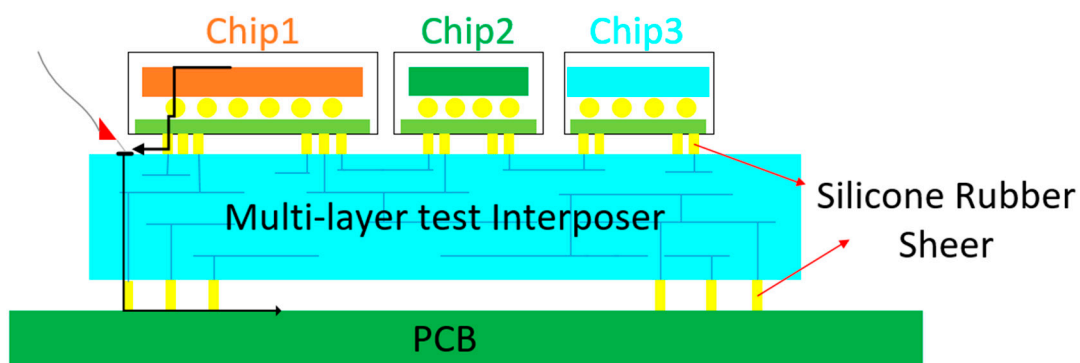 Chip1
Chip2
Chip3
Multi-layer test Interposer
Silicone Rubber
Sheer
PCB